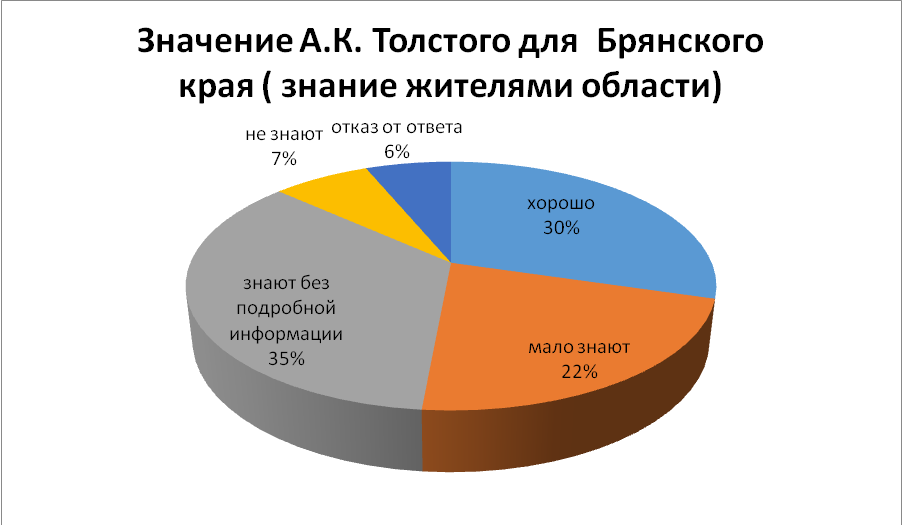 Значение А.К. Толстого для Брянского
края ( знание жителями области)
не знают
7%
отказ от ответа
6%
хорошо
30%
знают без
подробной
информации
35%
мало знают
22%